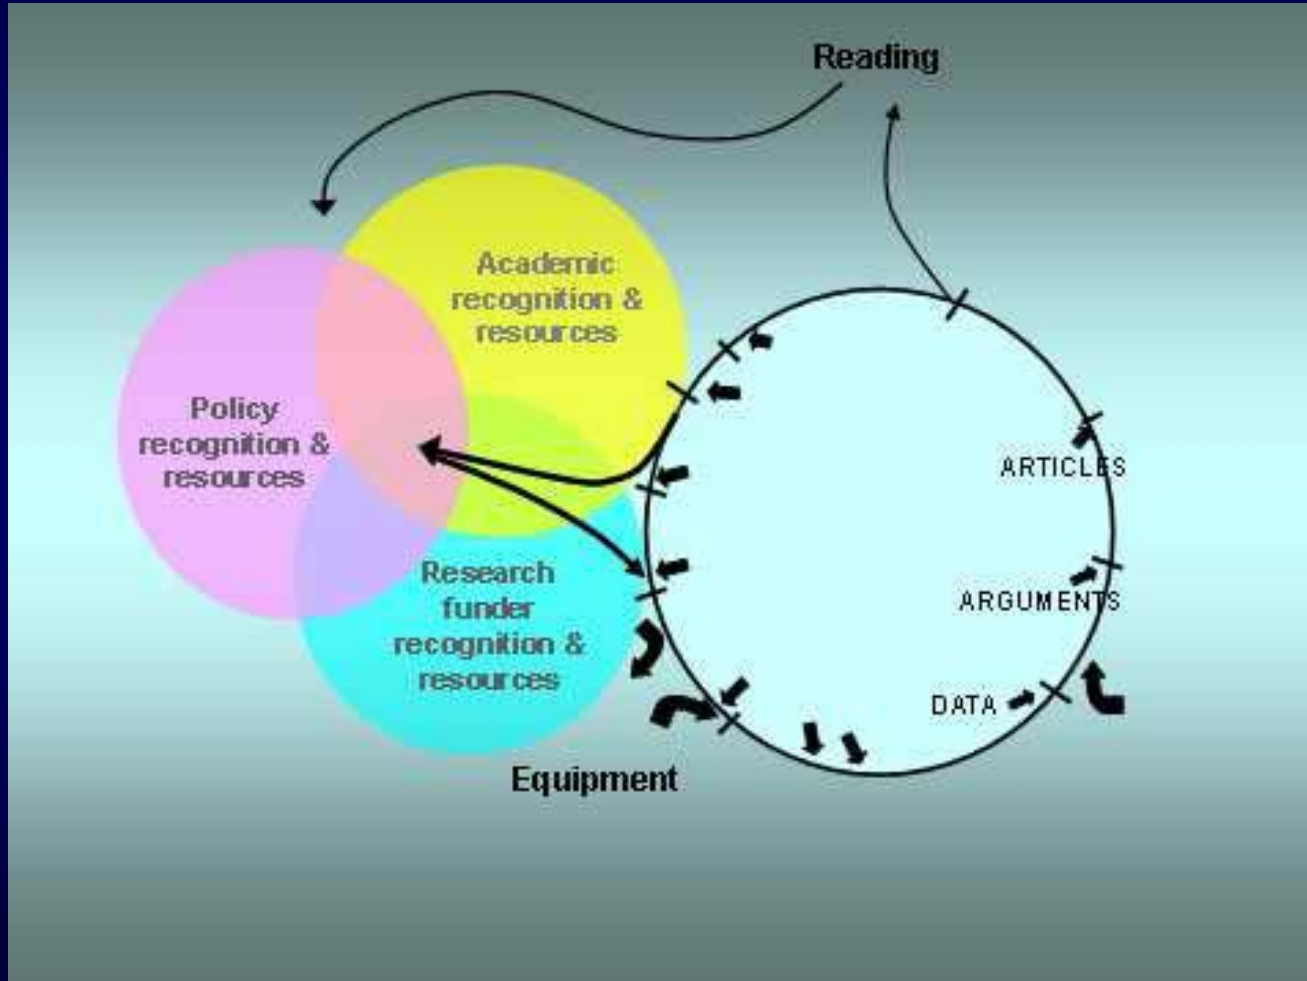 Reading
Academic
recognition &
resources
Policy
recognition &
resources
ARTICLES
Research
funder
recognition &
resources
ARGUMENTS
DATA
Equipment